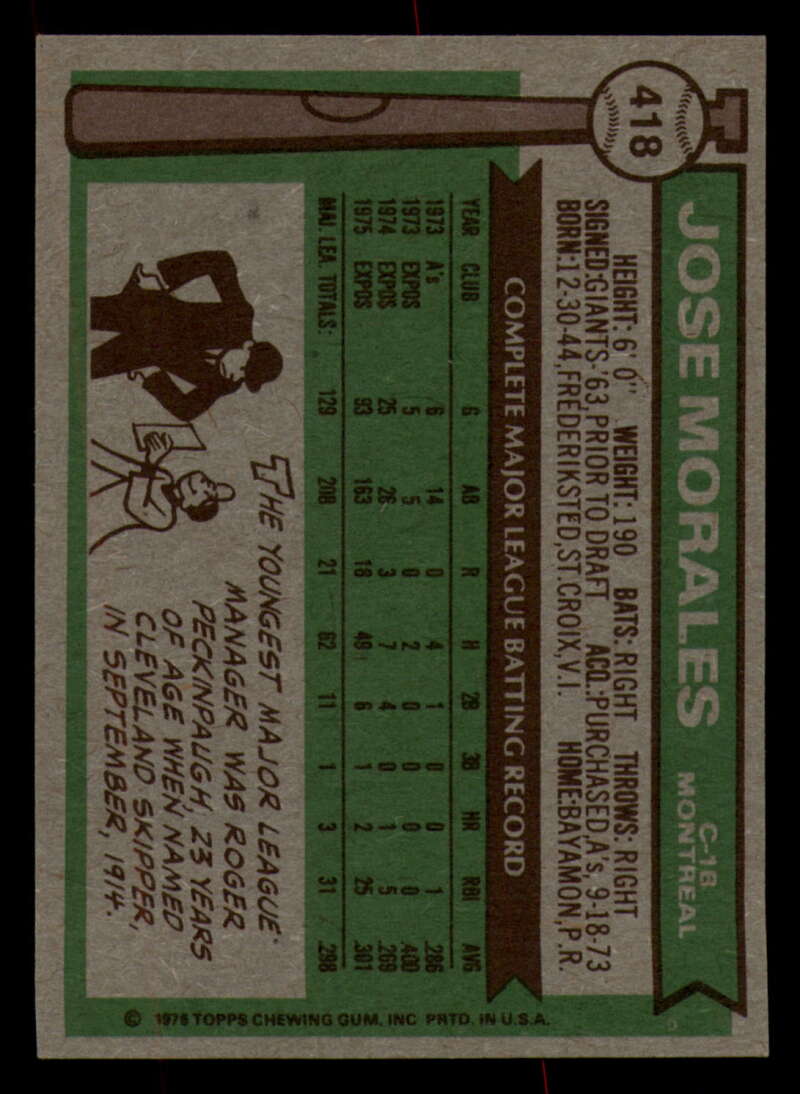 418
JOSE MORALES C-1B
MONTREAL
HEIGHT: 6' 0" WEIGHT: 190 BATS: RIGHT THROWS: RIGHT
SIGNED: GIANTS-'63, PRIOR TO DRAFT ACQ.: PURCHASED A's, 9-18-73
BORN: 12-30-44, FREDERIKSTED, ST. CROIX, V.I. HOME: BAYAMON, P.R.
COMPLETE MAJOR LEAGUE BATTING RECORD
YEAR CLUB G AB R H 2B 3B HR RBI AVG
1973 A's 6 14 0 4 1 0 0 1 .286
1973 EXPOS 5 5 0 2 0 0 0 0 .400
1974 EXPOS 25 26 3 7 4 0 1 5 .269
1975 EXPOS 93 163 18 49 6 1 2 25 .301
MAJ. LEA. TOTALS: 129 208 21 62 11 1 3 31 .298
THE YOUNGEST MAJOR LEAGUE
MANAGER WAS ROGER
PECKINPAUGH, 23 YEARS
OF AGE WHEN NAMED
CLEVELAND SKIPPER,
IN SEPTEMBER, 1914.
© 1976 TOPPS CHEWING GUM, INC PRTD. IN U.S.A.